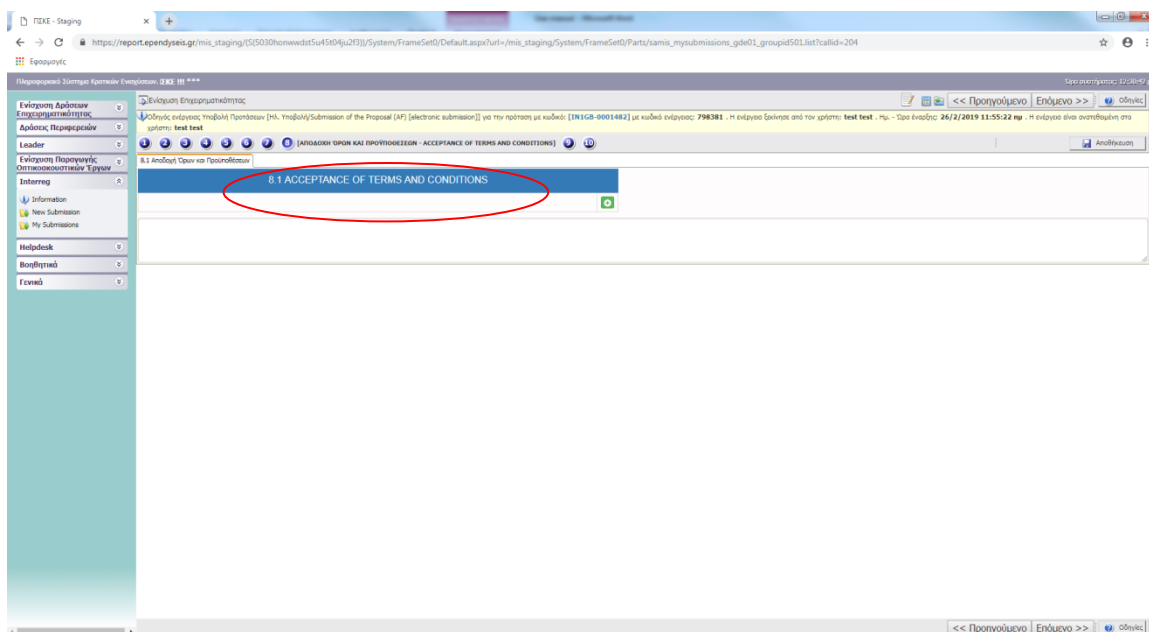 ΠΣΚΕ - Staging
https://report.ependyseis.gr/mis_staging/(S(5030honwwdst5u45t04ju2f3))/System/FrameSet0/Default.aspx?url=/mis_staging/System/FrameSet0/Parts/samis_mysubmissions_gde01_groupid501.list?callid=204
Εφαρμογές
Πληροφοριακό Σύστημα Κρατικών Ενισχύσεων. ΠΣΚΕ !!! ***
Ώρα συστήματος: 12:38:42
Ενίσχυση Δράσεων Επιχειρηματικότητας
Δράσεις Περιφερειών
Leader
Ενίσχυση Παραγωγής Οπτικοακουστικών Έργων
Interreg
Information
New Submission
My Submissions
Helpdesk
Βοηθητικά
Γενικά
Ενίσχυση Επιχειρηματικότητας
<< Προηγούμενο
Επόμενο >>
Οδηγίες
Οδηγός ενέργειας Υποβολή Προτάσεων [Ηλ. Υποβολή/Submission of the Proposal (AF) [electronic submission]] για την πρόταση με κωδικό: [IN1GB-0001482] με κωδικό ενέργειας: 798381 . Η ενέργεια ξεκίνησε από τον χρήστη: test test . Ημ. - Ώρα έναρξης: 26/2/2019 11:55:22 πμ . Η ενέργεια είναι ανατεθειμένη στο
χρήστη: test test
1 2 3 4 5 6 7 8 [ΑΠΟΔΟΧΗ ΌΡΩΝ ΚΑΙ ΠΡΟΫΠΟΘΈΣΕΩΝ - ACCEPTANCE OF TERMS AND CONDITIONS] 9 10
Αποθήκευση
8.1 Αποδοχή Όρων και Προϋποθέσεων
8.1 ACCEPTANCE OF TERMS AND CONDITIONS
<< Προηγούμενο
Επόμενο >>
Οδηγίες